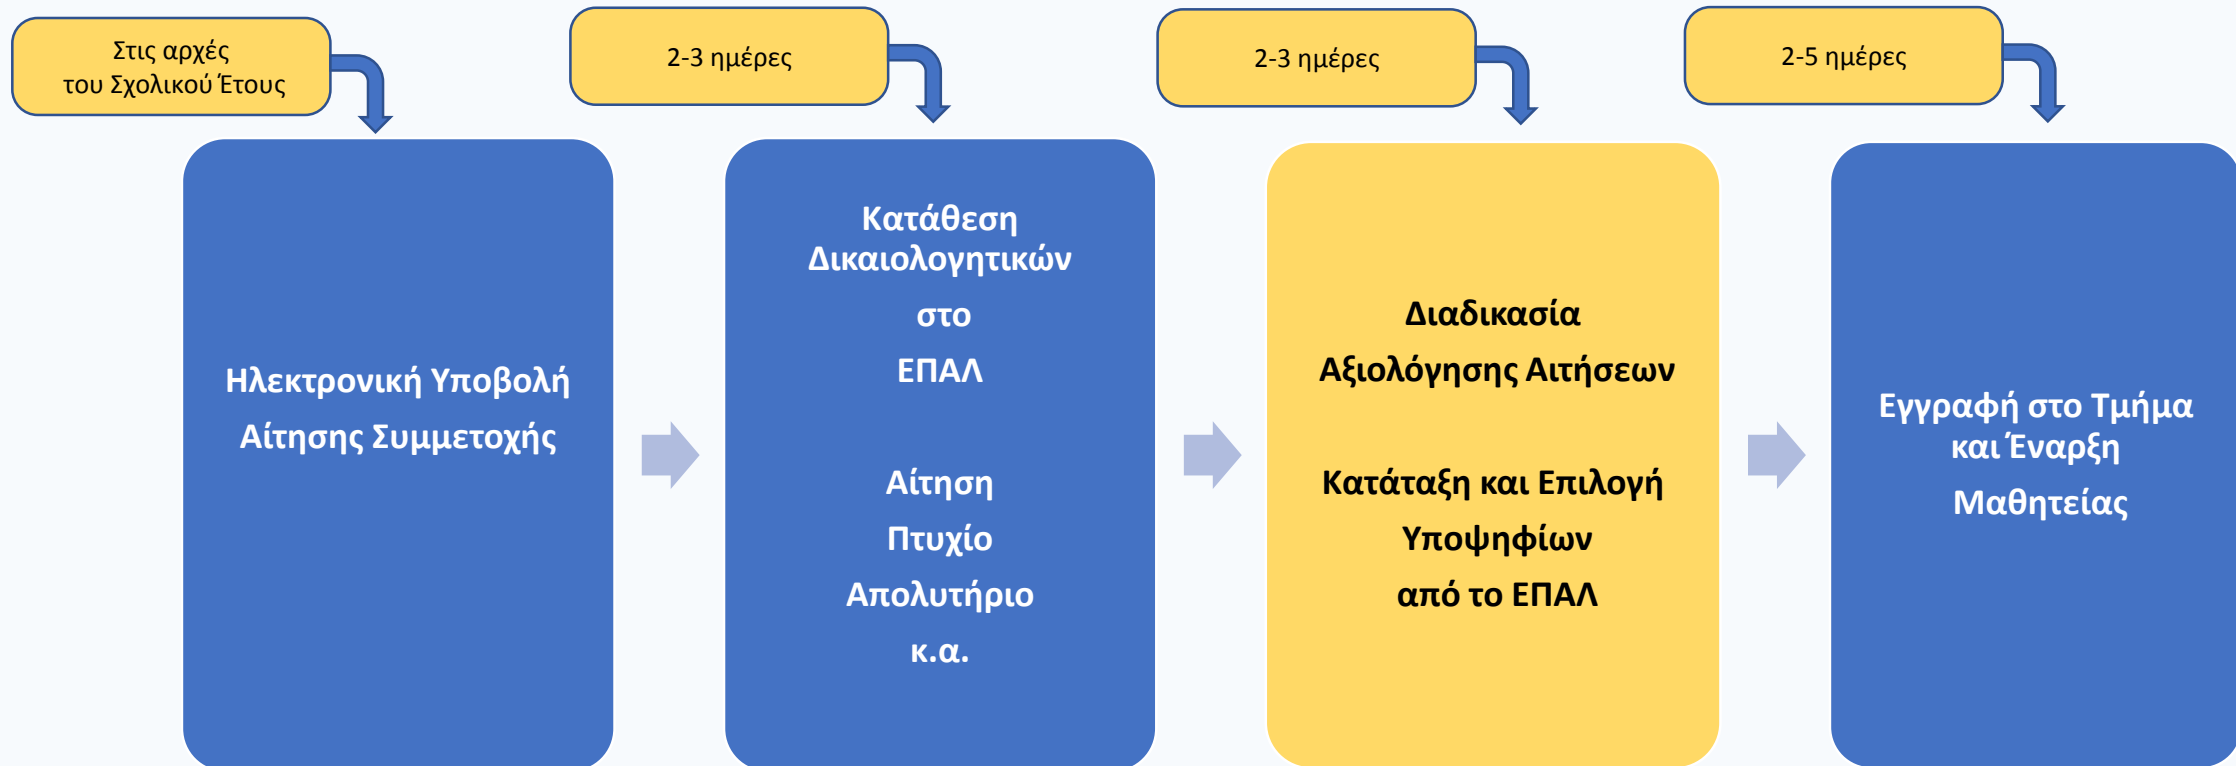 Στις αρχές
του Σχολικού Έτους
2-3 ημέρες
2-3 ημέρες
2-5 ημέρες
Ηλεκτρονική Υποβολή
Αίτησης Συμμετοχής
Κατάθεση
Δικαιολογητικών
στο
ΕΠΑΛ
Αίτηση
Πτυχίο
Απολυτήριο
κ.α.
Διαδικασία
Αξιολόγησης Αιτήσεων
Κατάταξη και Επιλογή
Υποψηφίων
από το ΕΠΑΛ
Εγγραφή στο Τμήμα
και Έναρξη
Μαθητείας